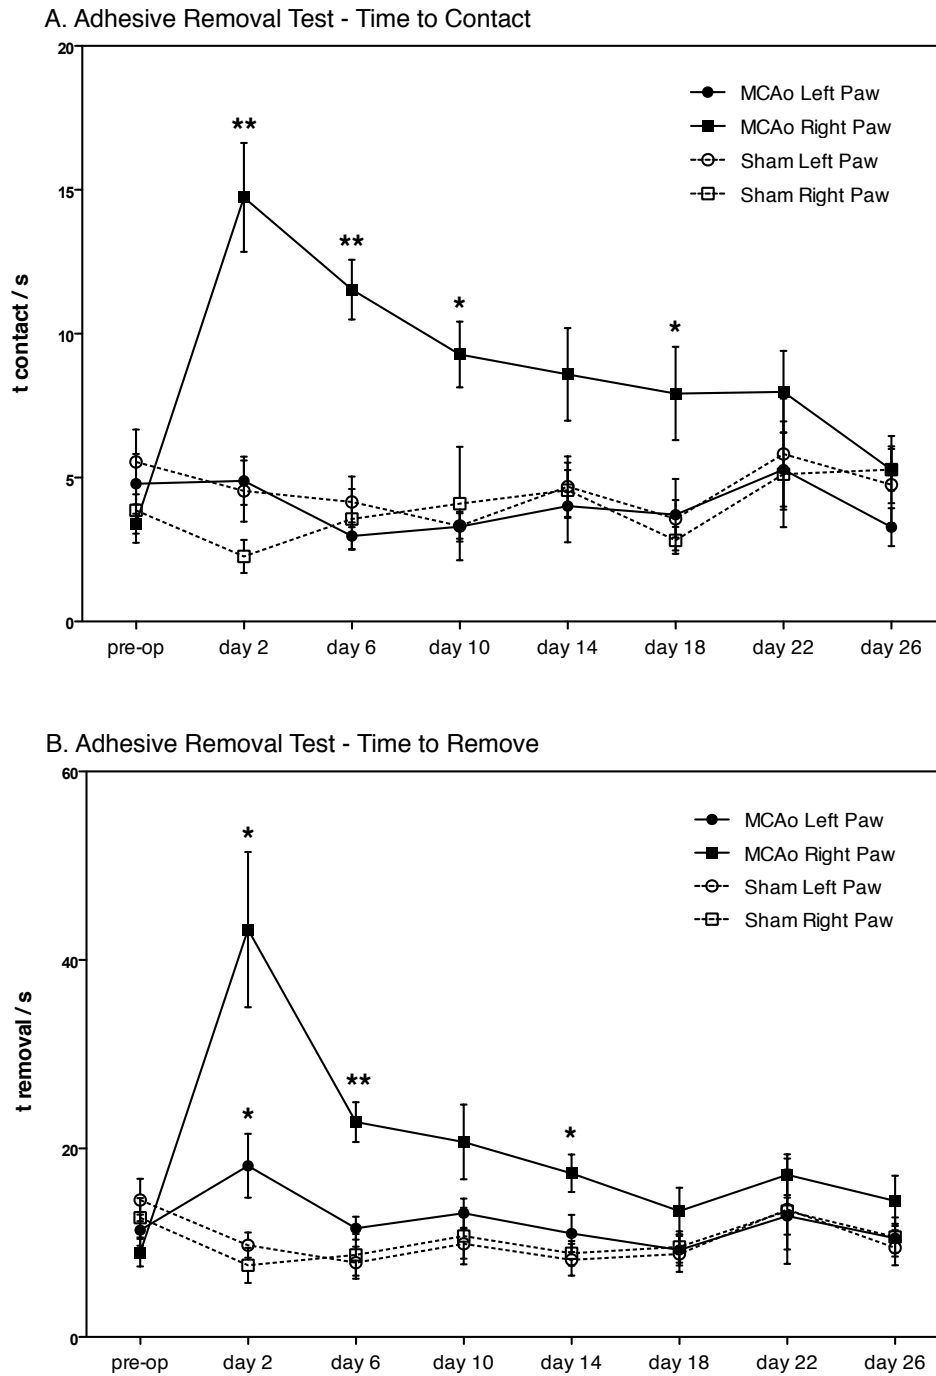 A. Adhesive Removal Test - Time to Contact
20
MCAo Left Paw
MCAo Right Paw
**
Sham Left Paw
15
Sham Right Paw
**
*
*
t contact / s
10
5
0
pre-op day 2 day 6 day 10 day 14 day 18 day 22 day 26
B. Adhesive Removal Test - Time to Remove
60
MCAo Left Paw
*
MCAo Right Paw
Sham Left Paw
Sham Right Paw
40
t removal / s
**
*
*
20
0
pre-op day 2 day 6 day 10 day 14 day 18 day 22 day 26